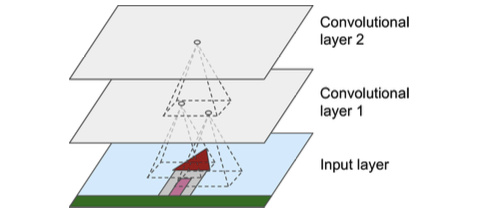 Convolutional
layer 2
Convolutional
layer 1
Input layer